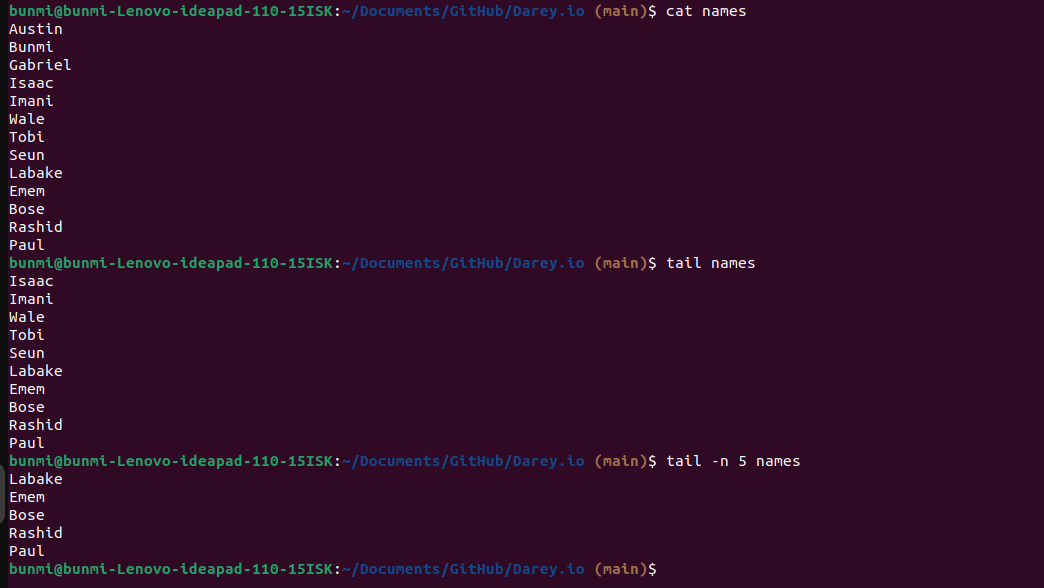 bunmi@bunmi-Lenovo-ideapad-110-15ISK:~/Documents/GitHub/Darey.io (main)$ cat names
Austin
Bunmi
Gabriel
Isaac
Imani
Wale
Tobi
Seun
Labake
Emem
Bose
Rashid
Paul
bunmi@bunmi-Lenovo-ideapad-110-15ISK:~/Documents/GitHub/Darey.io (main)$ tail names
Isaac
Imani
Wale
Tobi
Seun
Labake
Emem
Bose
Rashid
Paul
bunmi@bunmi-Lenovo-ideapad-110-15ISK:~/Documents/GitHub/Darey.io (main)$ tail -n 5 names
Labake
Emem
Bose
Rashid
Paul
bunmi@bunmi-Lenovo-ideapad-110-15ISK:~/Documents/GitHub/Darey.io (main)$